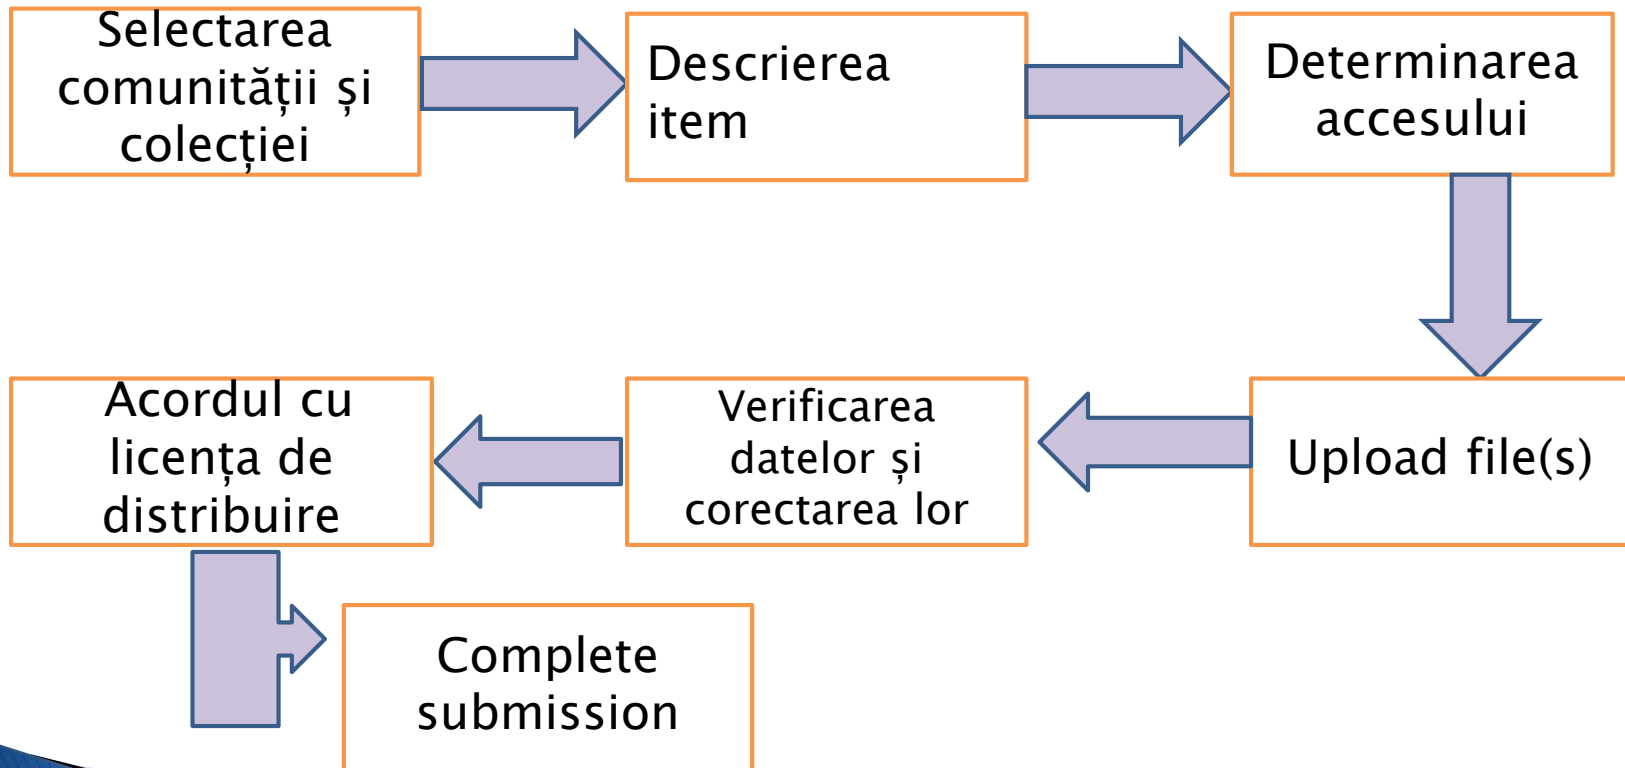 Selectarea
comunității și
colecției
Descrierea
item
Determinarea
accesului
Upload file(s)
Verificarea
datelor și
corectarea lor
Acordul cu
licența de
distribuire
Complete
submission